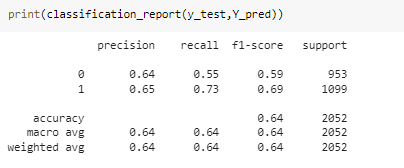 print(classification_report(y_test,Y_pred))
precision recall f1-score support
0 0.64 0.55 0.59 953
1 0.65 0.73 0.69 1099
accuracy 0.64 2052
macro avg 0.64 0.64 0.64 2052
weighted avg 0.64 0.64 0.64 2052